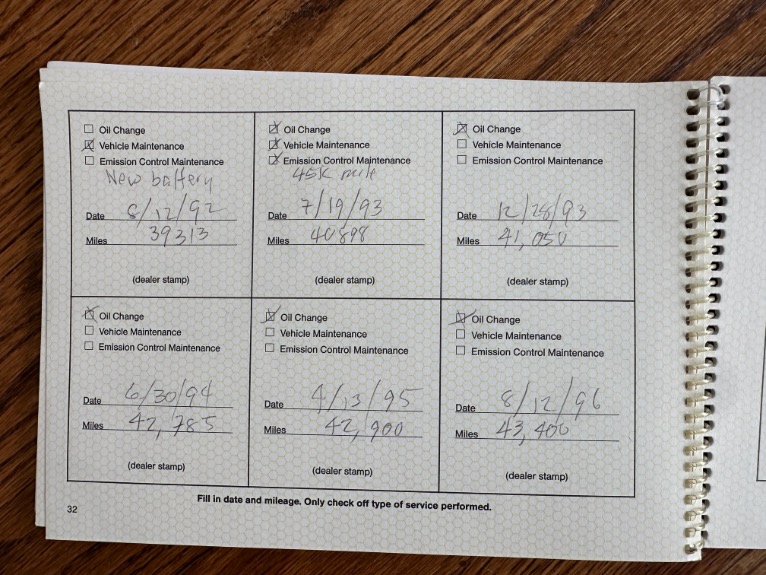 Oil Change
Vehicle Maintenance
Emission Control Maintenance
New battery
Date 8/12/92
Miles 39313
(dealer stamp)
Oil Change
Vehicle Maintenance
Emission Control Maintenance
45K mile
Date 7/19/93
Miles 40898
(dealer stamp)
Oil Change
Vehicle Maintenance
Emission Control Maintenance
Date 12/28/93
Miles 41,050
(dealer stamp)
Oil Change
Vehicle Maintenance
Emission Control Maintenance
Date 6/30/94
Miles 42,785
(dealer stamp)
Oil Change
Vehicle Maintenance
Emission Control Maintenance
Date 4/13/95
Miles 42,900
(dealer stamp)
Oil Change
Vehicle Maintenance
Emission Control Maintenance
Date 8/12/96
Miles 43,400
(dealer stamp)
Fill in date and mileage. Only check off type of service performed.
32